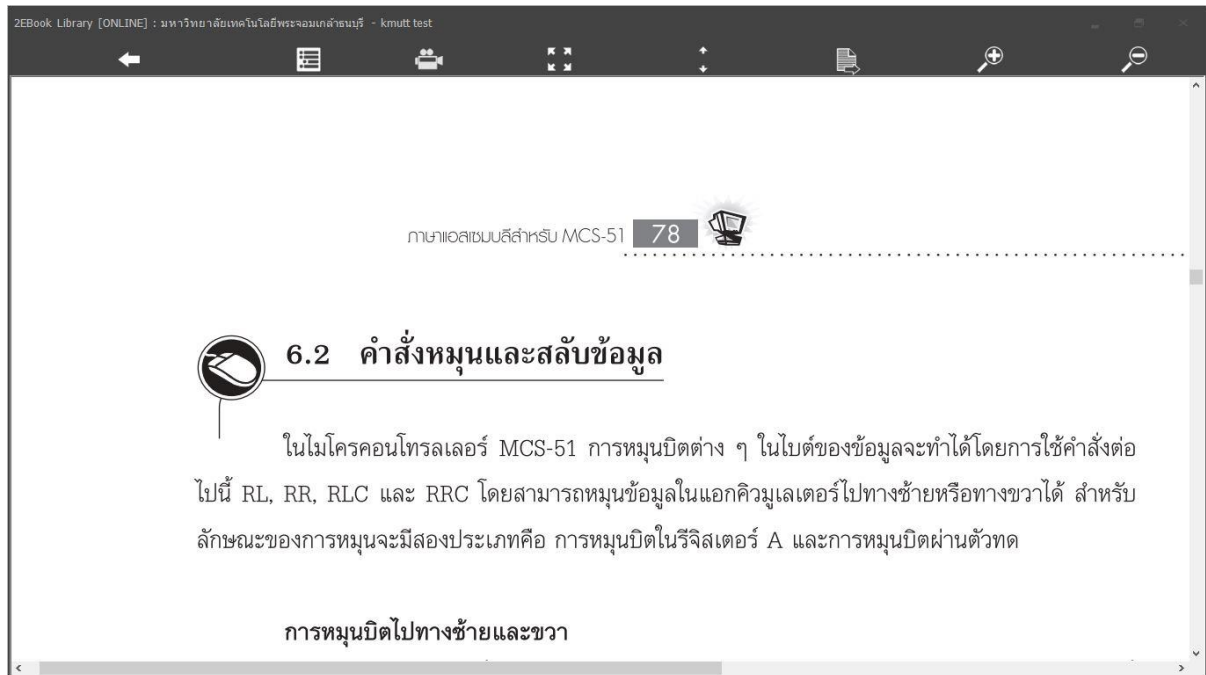 2EBook Library [ONLINE] : มหาวิทยาลัยเทคโนโลยีพระจอมเกล้าธนบุรี - kmutt test
ภาษาแอสเซมบลีสำหรับ MCS-51 78
6.2 คำสั่งหมุนและสลับข้อมูล
ในไมโครคอนโทรลเลอร์ MCS-51 การหมุนบิตต่าง ๆ ในไบต์ของข้อมูลจะทำได้โดยการใช้คำสั่งต่อ
ไปนี้ RL, RR, RLC และ RRC โดยสามารถหมุนข้อมูลในแอกคิวมูเลเตอร์ไปทางซ้ายหรือทางขวาได้ สำหรับ
ลักษณะของการหมุนจะมีสองประเภทคือ การหมุนบิตในรีจิสเตอร์ A และการหมุนบิตผ่านตัวทด
การหมุนบิตไปทางซ้ายและขวา